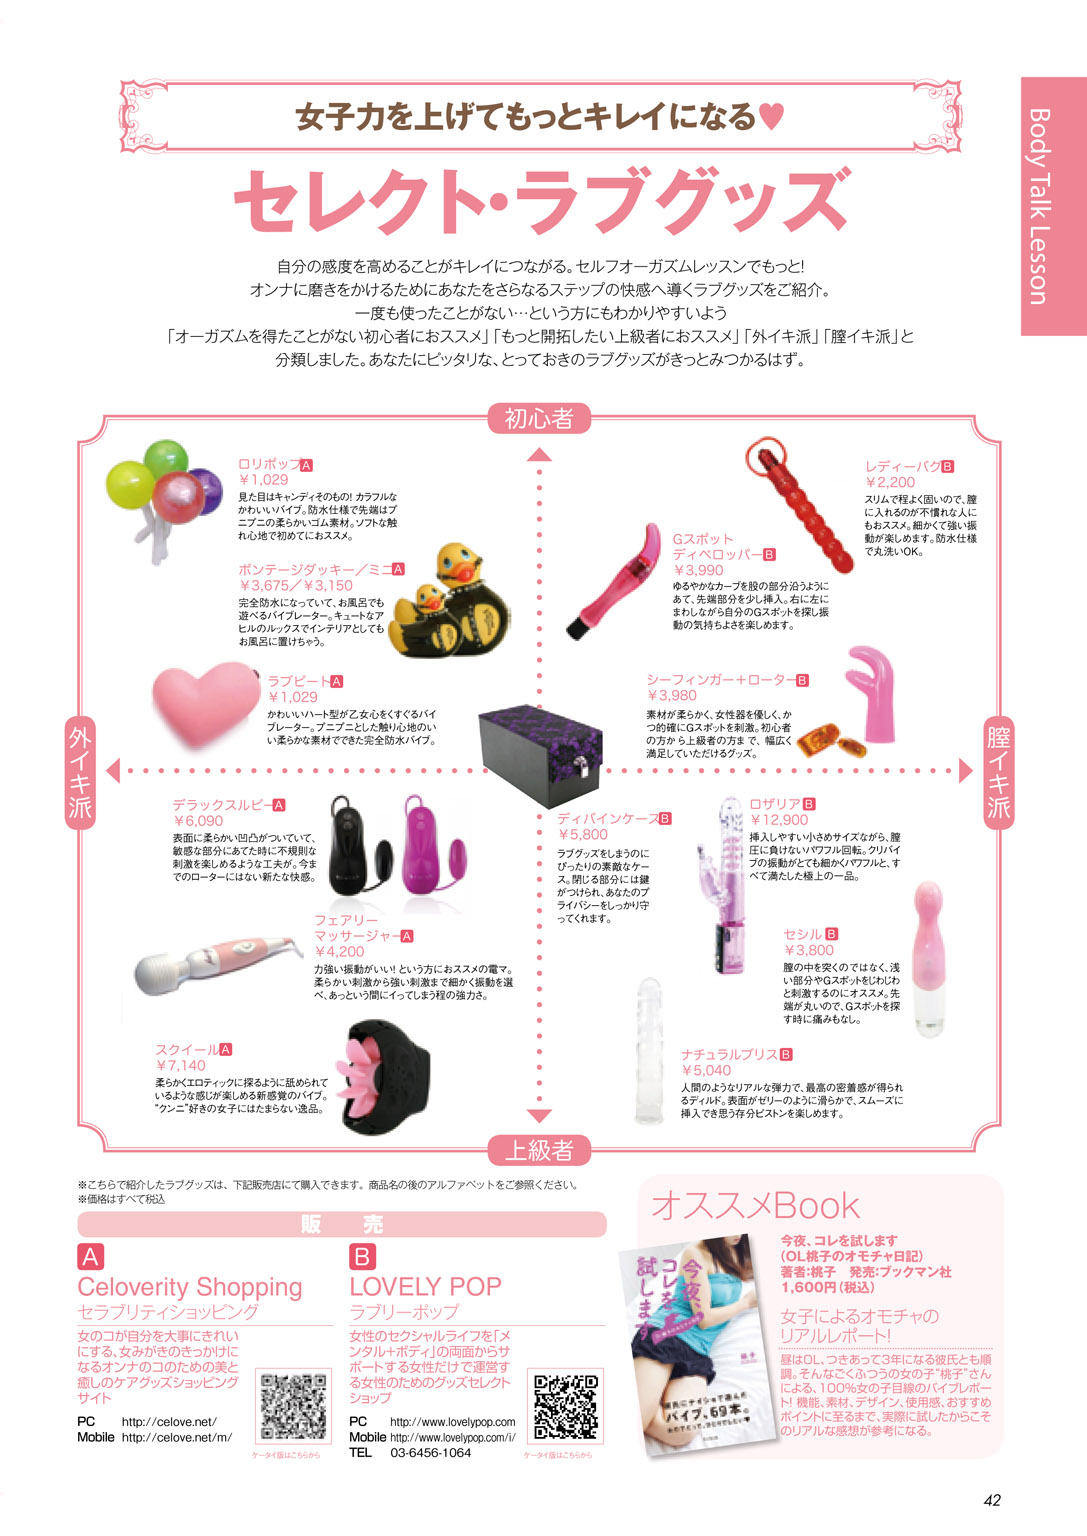 Body Talk Lesson
女子力を上げてもっとキレイになる♥
セレクト・ラブグッズ
自分の感度を高めることがキレイにつながる。セルフオーガズムレッスンでもっと!
オンナに磨きをかけるためにあなたをさらなるステップの快感へ導くラブグッズをご紹介。
一度も使ったことがない…という方にもわかりやすいよう
「オーガズムを得たことがない初心者におススメ」「もっと開拓したい上級者におススメ」「外イキ派」「膣イキ派」と
分類しました。あなたにピッタリな、とっておきのラブグッズがきっとみつかるはず。
初心者
ロリポップA
￥1,029
見た目はキャンディそのもの! カラフルな
かわいいバイブ。防水仕様で先端はプ
ニプニの柔らかいゴム素材。ソフトな触
れ心地で初めてにおススメ。
ボンテージダッキー／ミニA
￥3,675／￥3,150
完全防水になっていて、お風呂でも
遊べるバイブレーター。キュートなア
ヒルのルックスでインテリアとしても
お風呂に置けちゃう。
ラブビートA
￥1,029
かわいいハート型が乙女心をくすぐるバイ
ブレーター。プニプニとした触り心地のい
い柔らかな素材でできた完全防水バイブ。
レディーバグB
￥2,200
スリムで程よく固いので、膣
に入れるのが不慣れな人に
もおススメ。細かくて強い振
動が楽しめます。防水仕様
で丸洗いOK。
Gスポット
ディベロッパーB
￥3,990
ゆるやかなカーブを股の部分沿うように
あて、先端部分を少し挿入。右に左に
まわしながら自分のGスポットを探し振
動の気持ちよさを楽しめます。
シーフィンガー＋ローターB
￥3,980
素材が柔らかく、女性器を優しく、か
つ的確にGスポットを刺激。初心者
の方から上級者の方まで、幅広く
満足していただけるグッズ。
外イキ派
膣イキ派
デラックスルビーA
￥6,090
表面に柔らかい凹凸がついていて、
敏感な部分にあてた時に不規則な
刺激を楽しめるような工夫が。今ま
でのローターにはない新たな快感。
フェアリー
マッサージャーA
￥4,200
力強い振動がいい! という方におススメの電マ。
柔らかい刺激から強い刺激まで細かく振動を選
べ、あっという間にイってしまう程の強力さ。
スクイールA
￥7,140
柔らかくエロティックに探るように舐められて
いるような感じが楽しめる新感覚のバイブ。
“クンニ”好きの女子にはたまらない逸品。
ディバインケースB
￥5,800
ラブグッズをしまうのに
ぴったりの素敵なケー
ス。閉じる部分には鍵
がつけられ、あなたのプ
ライバシーをしっかり守
ってくれます。
ロザリアB
￥12,900
挿入しやすい小さめサイズながら、膣
圧に負けないパワフル回転。クリバイ
ブの振動がとても細かくパワフルと、す
べて満たした極上の一品。
セシルB
￥3,800
膣の中を突くのではなく、浅
い部分やGスポットをじわじわ
と刺激するのにオススメ。先
端が丸いので、Gスポットを探
す時に痛みもなし。
ナチュラルブリスB
￥5,040
人間のようなリアルな弾力で、最高の密着感が得られ
るディルド。表面がゼリーのように滑らかで、スムーズに
挿入でき思う存分ピストンを楽しめます。
上級者
※こちらで紹介したラブグッズは、下記販売店にて購入できます。商品名の後のアルファベットをご参照ください。
※価格はすべて税込
販　売
A
Celoverity Shopping
セラブリティショッピング
女のコが自分を大事にきれい
にする、女みがきのきっかけに
なるオンナのコのための美と
癒しのケアグッズショッピング
サイト
PC http://celove.net/
Mobile http://celove.net/m/
ケータイ版はこちらから
B
LOVELY POP
ラブリーポップ
女性のセクシャルライフを「メ
ンタル＋ボディ」の両面からサ
ポートする女性だけで運営す
る女性のためのグッズセレクト
ショップ
PC http://www.lovelypop.com
Mobile http://www.lovelypop.com/i/
TEL 03-6456-1064
ケータイ版はこちらから
オススメBook
今夜、
コレを
試します
桃子
バイブ、69本。
今夜、コレを試します
（OL桃子のオモチャ日記）
著者:桃子　発売:ブックマン社
1,600円（税込）
女子によるオモチャの
リアルレポート!
昼はOL、つきあって3年になる彼氏とも順
調。そんなごくふつうの女の子“桃子”さん
による、100%女の子目線のバイブレポー
ト! 機能、素材、デザイン、使用感、おすすめ
ポイントに至るまで、実際に試したからこそ
のリアルな感想が参考になる。
42